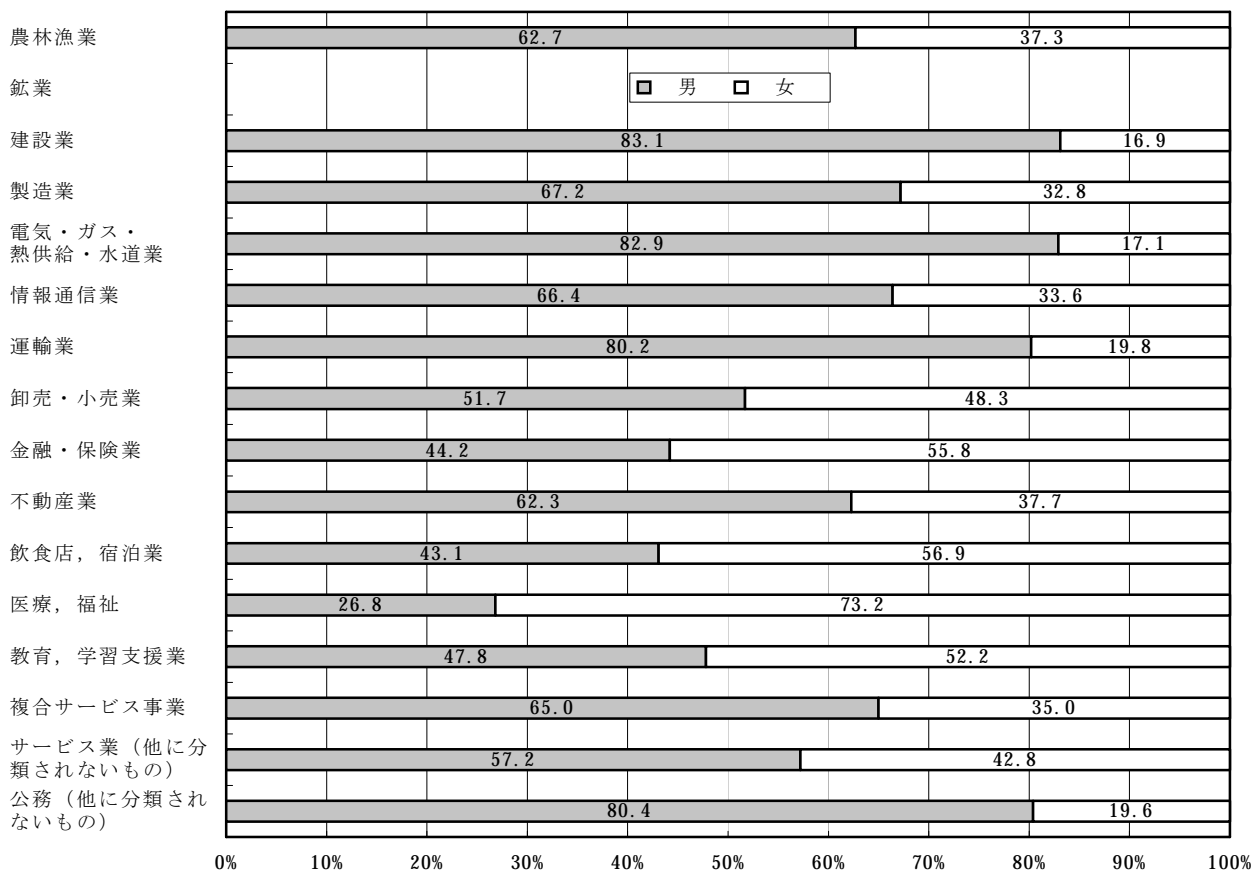 農林漁業
62.7 37.3
鉱業
男 女
建設業
83.1 16.9
製造業
67.2 32.8
電気・ガス・
熱供給・水道業
82.9 17.1
情報通信業
66.4 33.6
運輸業
80.2 19.8
卸売・小売業
51.7 48.3
金融・保険業
44.2 55.8
不動産業
62.3 37.7
飲食店，宿泊業
43.1 56.9
医療，福祉
26.8 73.2
教育，学習支援業
47.8 52.2
複合サービス事業
65.0 35.0
サービス業（他に分
類されないもの）
57.2 42.8
公務（他に分類され
ないもの）
80.4 19.6
0% 10% 20% 30% 40% 50% 60% 70% 80% 90% 100%